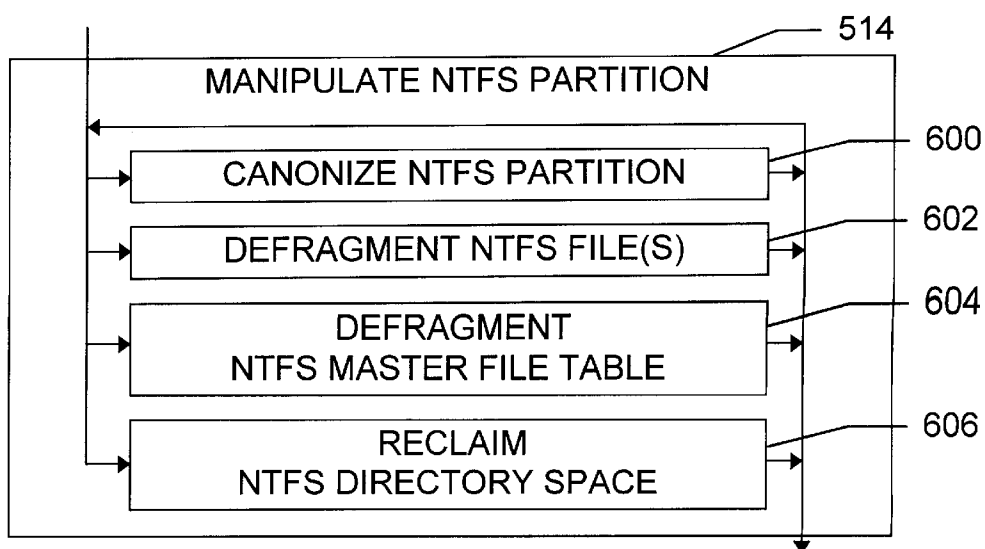 514
MANIPULATE NTFS PARTITION
600
CANONIZE NTFS PARTITION
602
DEFRAGMENT NTFS FILE(S)
604
DEFRAGMENT
NTFS MASTER FILE TABLE
606
RECLAIM
NTFS DIRECTORY SPACE